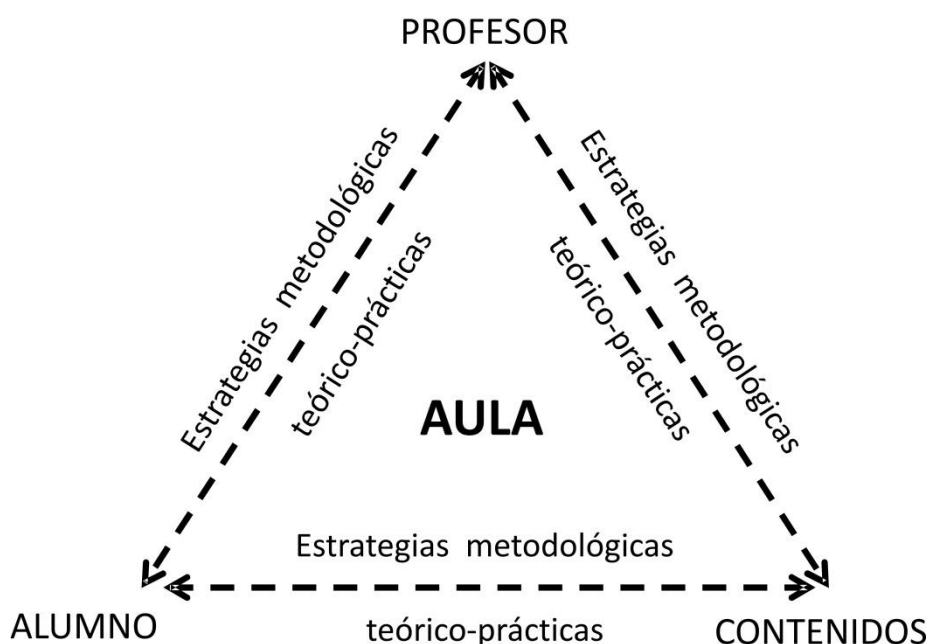 PROFESOR
Estrategias metodológicas
teórico-prácticas
Estrategias metodológicas
teórico-prácticas
AULA
Estrategias metodológicas
teórico-prácticas
ALUMNO
CONTENIDOS